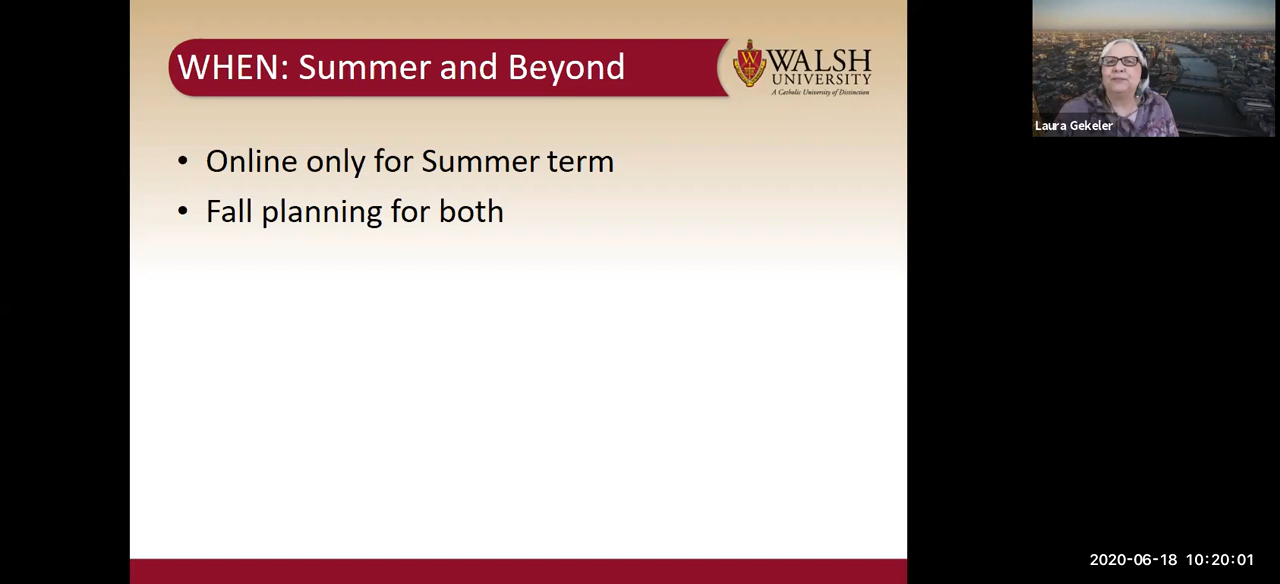 WHEN: Summer and Beyond
WALSH
UNIVERSITY
A Catholic University of Distinction
• Online only for Summer term
• Fall planning for both
Laura Gekeler
2020-06-18 10:20:01